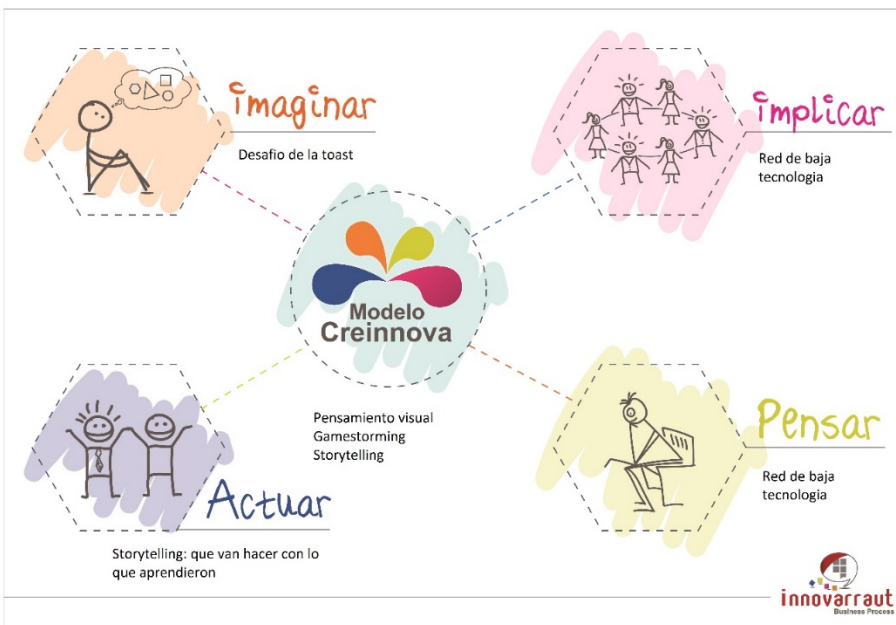 imaginar
Desafio de la toast
implicar
Red de baja
tecnologia
Modelo
Creinnova
Pensamiento visual
Gamestorming
Storytelling
Actuar
Storytelling: que van hacer con lo
que aprendieron
Pensar
Red de baja
tecnologia
innovarraut
Business Process